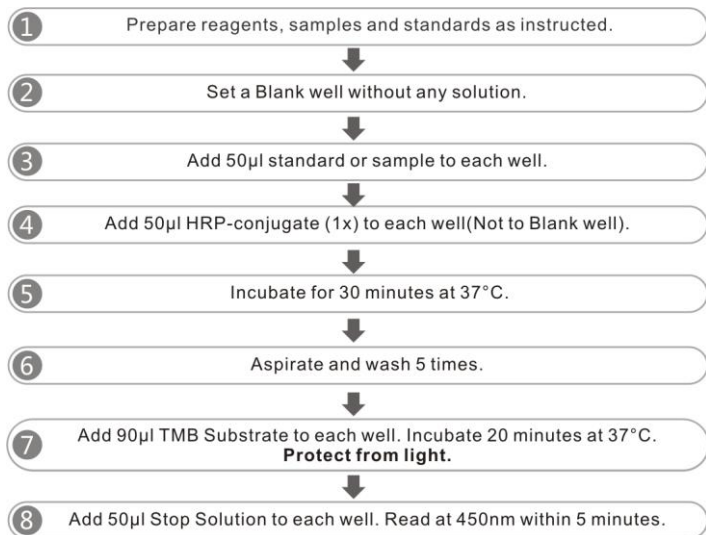 1 Prepare reagents, samples and standards as instructed.
2 Set a Blank well without any solution.
3 Add 50µl standard or sample to each well.
4 Add 50µl HRP-conjugate (1x) to each well(Not to Blank well).
5 Incubate for 30 minutes at 37°C.
6 Aspirate and wash 5 times.
7 Add 90µl TMB Substrate to each well. Incubate 20 minutes at 37°C.
Protect from light.
8 Add 50µl Stop Solution to each well. Read at 450nm within 5 minutes.